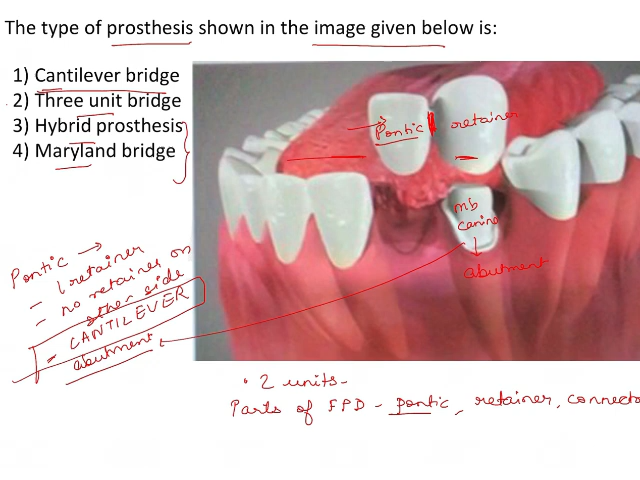 The type of prosthesis shown in the image given below is:
1) Cantilever bridge
2) Three unit bridge
3) Hybrid prosthesis
4) Maryland bridge
Pontic
retainer
mb
canine
abutment
Pontic →
- 1 retainer
= no retainer on
other side
= CANTILEVER
abutment
• 2 units-
Parts of FPD - pontic, retainer, connecto